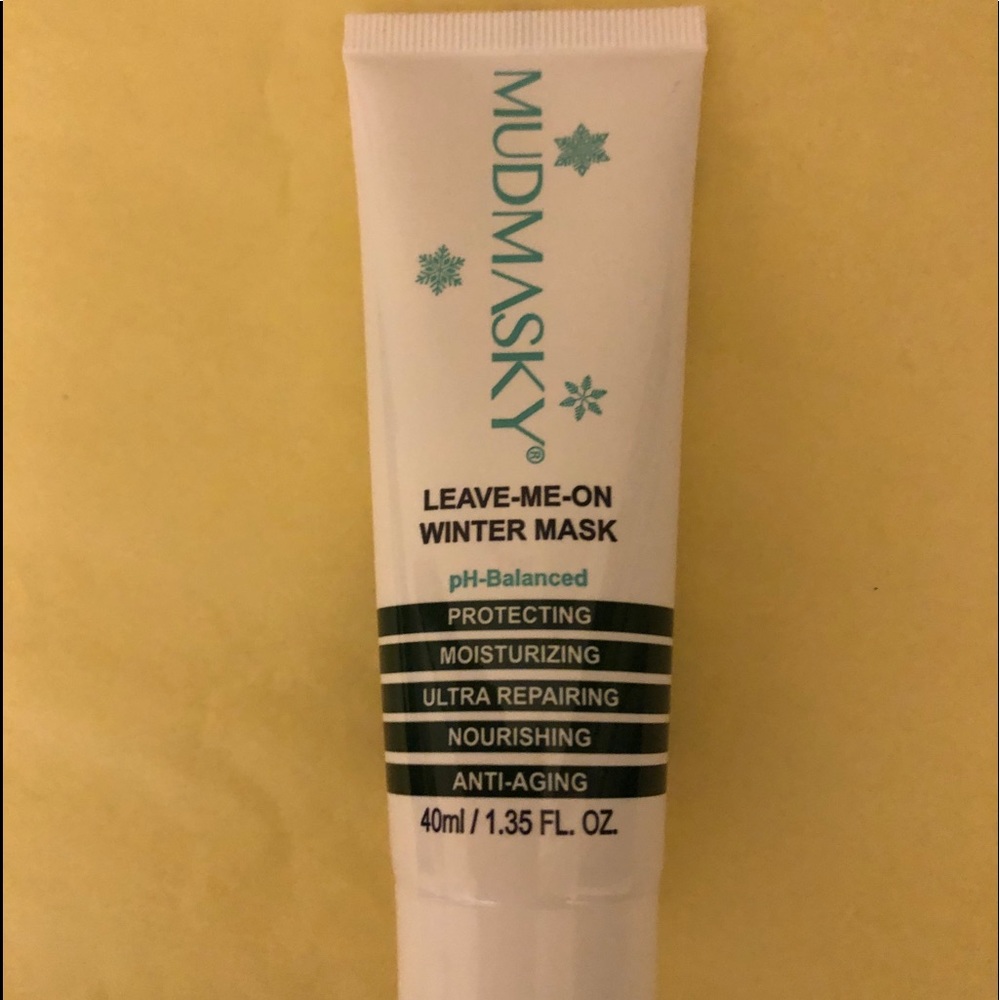 MUDMASKY®
LEAVE-ME-ON
WINTER MASK
pH-Balanced
PROTECTING
MOISTURIZING
ULTRA REPAIRING
NOURISHING
ANTI-AGING
40ml / 1.35 FL. OZ.